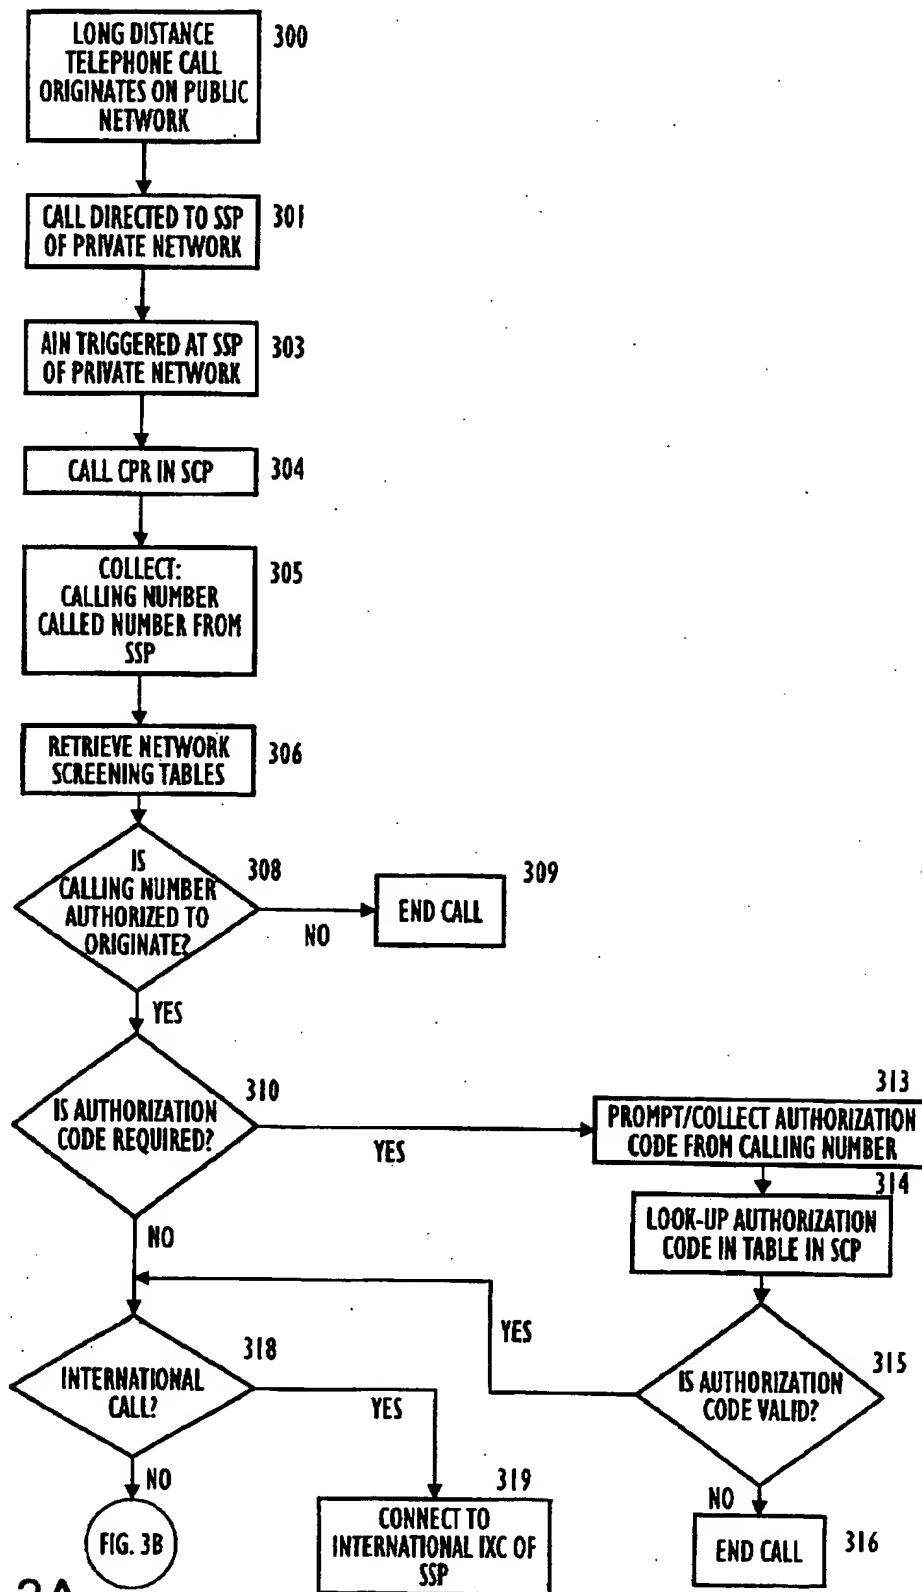 LONG DISTANCE
TELEPHONE CALL
ORIGINATES ON PUBLIC
NETWORK
300
CALL DIRECTED TO SSP
OF PRIVATE NETWORK
301
AIN TRIGGERED AT SSP
OF PRIVATE NETWORK
303
CALL CPR IN SCP
304
COLLECT:
CALLING NUMBER
CALLED NUMBER FROM
SSP
305
RETRIEVE NETWORK
SCREENING TABLES
306
IS
CALLING NUMBER
AUTHORIZED TO
ORIGINATE?
308
NO
END CALL
309
YES
IS AUTHORIZATION
CODE REQUIRED?
310
YES
313
PROMPT/COLLECT AUTHORIZATION
CODE FROM CALLING NUMBER
314
LOOK-UP AUTHORIZATION
CODE IN TABLE IN SCP
NO
YES
IS AUTHORIZATION
CODE VALID?
315
INTERNATIONAL
CALL?
318
YES
NO
FIG. 3B
319
CONNECT TO
INTERNATIONAL IXC OF
SSP
NO
END CALL
316